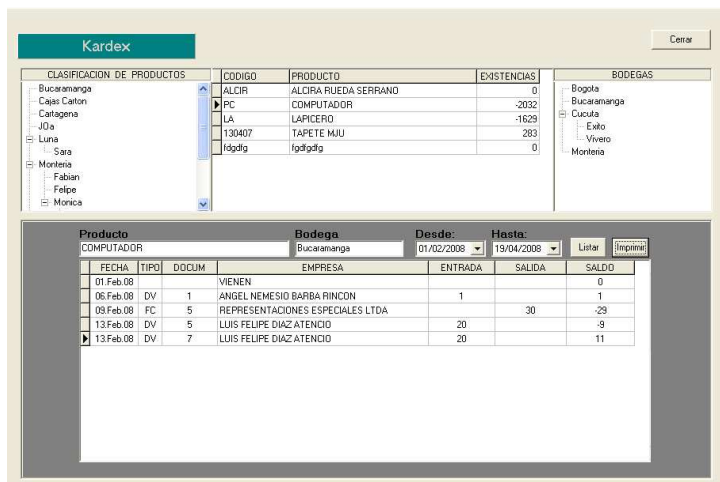 Kardex
Cerrar
CLASIFICACION DE PRODUCTOS
Bucaramanga
Cajas Carton
Cartagena
JOa
Luna
Sara
Monteria
Fabian
Felipe
Monica
CODIGO PRODUCTO EXISTENCIAS
ALCIR ALCIRA RUEDA SERRANO 0
PC COMPUTADOR -2032
LA LAPICERO -1629
130407 TAPETE MJU 283
fdgdfg fgdfgdfg 0
BODEGAS
Bogota
Bucaramanga
Cucuta
Exito
Vivero
Monteria
Producto Bodega Desde: Hasta:
COMPUTADOR Bucaramanga 01/02/2008 19/04/2008 Listar Imprimir
FECHA TIPO DOCUM EMPRESA ENTRADA SALIDA SALDO
01.Feb.08 VIENEN 0
06.Feb.08 DV 1 ANGEL NEMESIO BARBA RINCON 1 1
09.Feb.08 FC 5 REPRESENTACIONES ESPECIALES LTDA 30 -29
13.Feb.08 DV 5 LUIS FELIPE DIAZ ATENCIO 20 -9
13.Feb.08 DV 7 LUIS FELIPE DIAZ ATENCIO 20 11